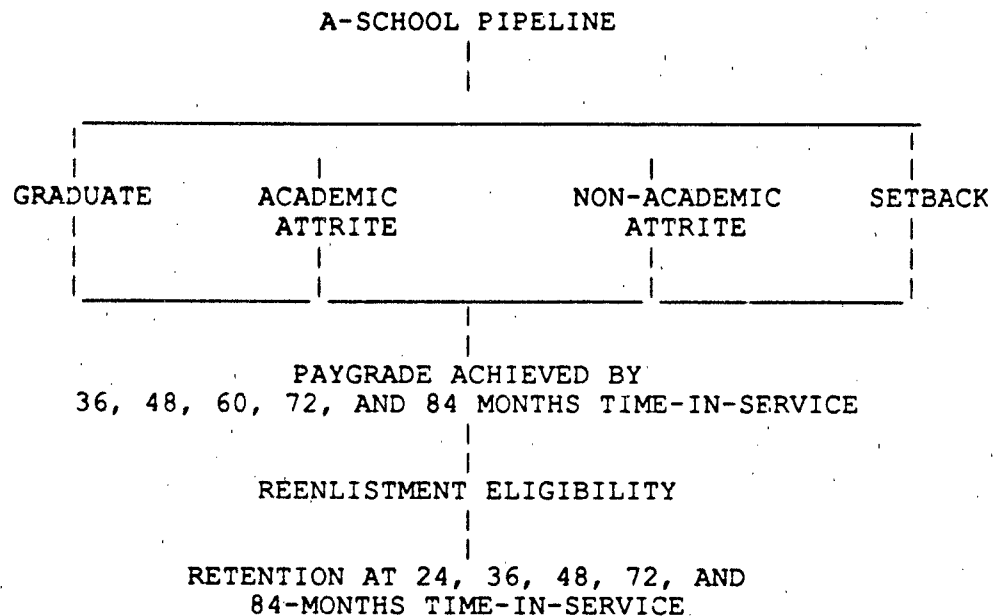 A-SCHOOL PIPELINE
GRADUATE ACADEMIC NON-ACADEMIC SETBACK
ATTRITE ATTRITE
PAYGRADE ACHIEVED BY
36, 48, 60, 72, AND 84 MONTHS TIME-IN-SERVICE
REENLISTMENT ELIGIBILITY
RETENTION AT 24, 36, 48, 72, AND
84-MONTHS TIME-IN-SERVICE